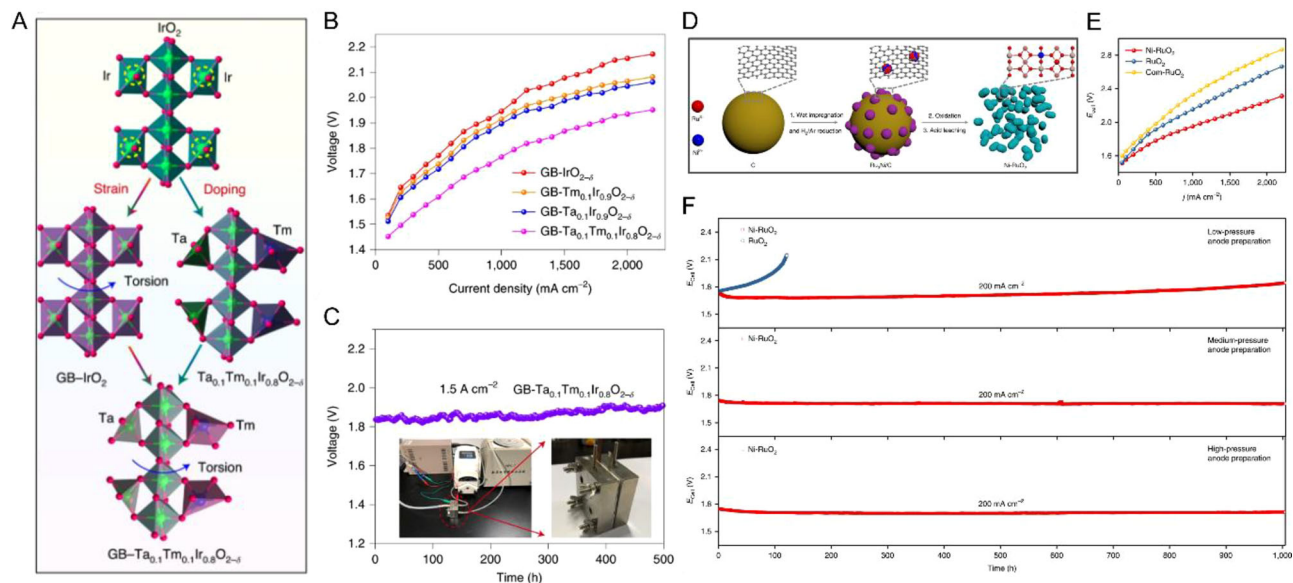 A
IrO2
Ir
Ir
Strain
Doping
Ta
Tm
Torsion
GB–IrO2
Ta0.1Tm0.1Ir0.8O2-δ
Ta
Tm
Torsion
GB–Ta0.1Tm0.1Ir0.8O2-δ
B
Voltage (V)
2.2
2.1
2.0
1.9
1.8
1.7
1.6
1.5
1.4
0
500
1,000
1,500
2,000
Current density (mA cm−2)
GB-IrO2-δ
GB-Tm0.1Ir0.9O2-δ
GB-Ta0.1Ir0.9O2-δ
GB-Ta0.1Tm0.1Ir0.8O2-δ
C
Voltage (V)
2.2
2.1
2.0
1.8
1.6
1.4
1.2
1.5 A cm−2 GB-Ta0.1Tm0.1Ir0.8O2-δ
0
100
200
300
400
500
Time (h)
D
1. Wet impregnation
and H2/Ar reduction
2. Oxidation
3. Acid leaching
C
Ni-RuO2
E
Ecell (V)
2.8
2.4
2.0
1.6
Ni-RuO2
RuO2
Com-RuO2
0
500
1,000
1,500
2,000
j (mA cm−2)
F
Ni-RuO2
RuO2
Low-pressure
anode preparation
ECell (V)
2.4
2.1
1.8
1.5
200 mA cm−2
Ni-RuO2
Medium-pressure
anode preparation
ECell (V)
2.4
2.1
1.8
1.5
200 mA cm−2
Ni-RuO2
High-pressure
anode preparation
ECell (V)
2.4
2.1
1.8
1.5
200 mA cm−2
0
100
200
300
400
500
600
700
800
900
1,000
Time (h)